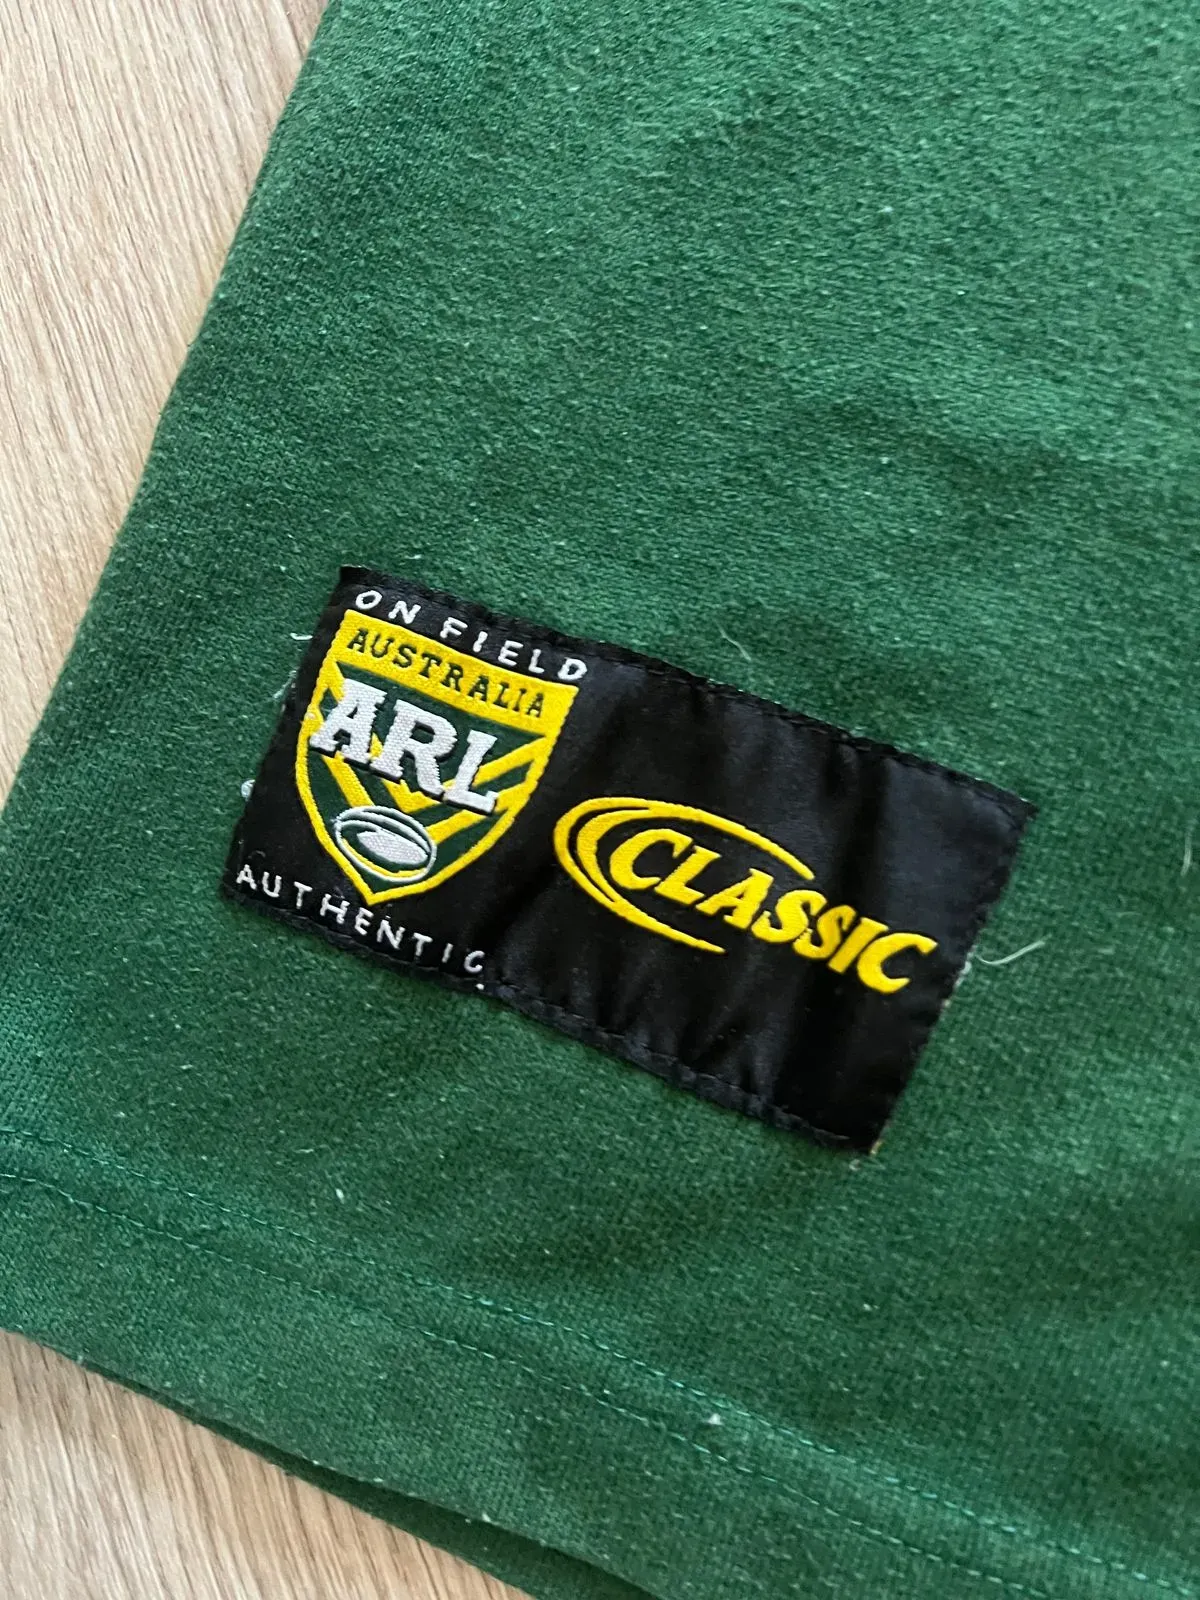 ON FIELD
AUSTRALIA
ARL
AUTHENTIC
CLASSIC